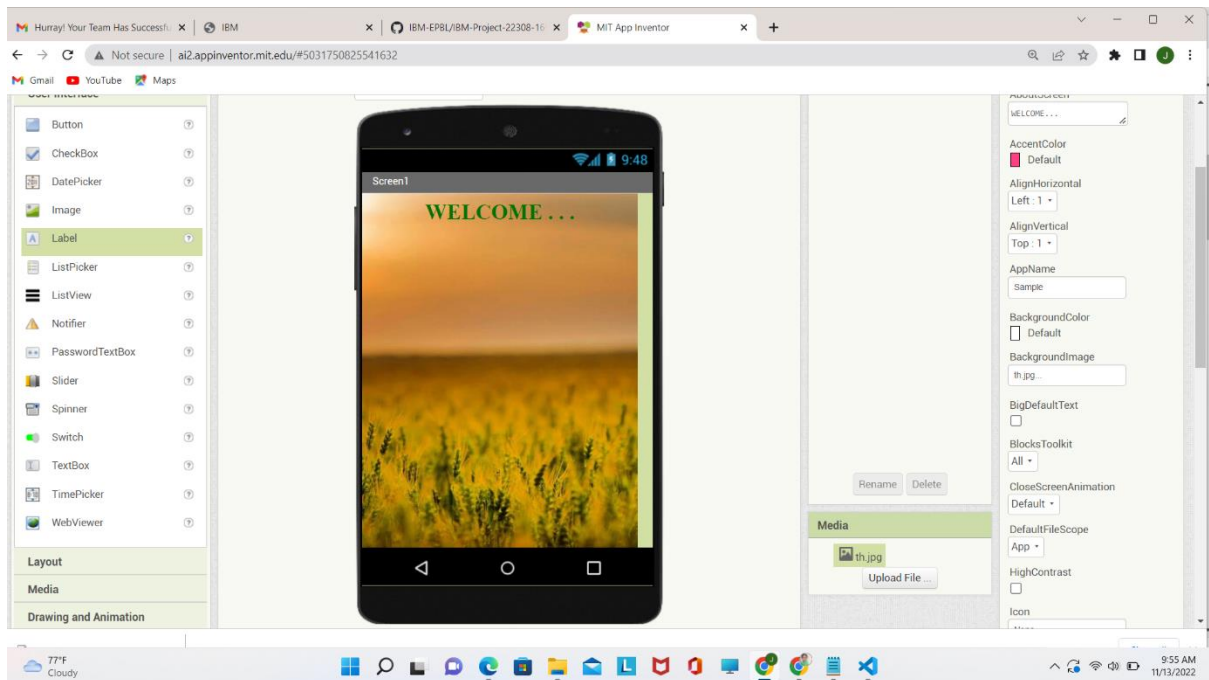 Hurray! Your Team Has Successfu
IBM
IBM-EPBL/IBM-Project-22308-16
MIT App Inventor
Not secure | ai2.appinventor.mit.edu/#5031750825541632
J
Gmail
YouTube
Maps
User Interface
Button
CheckBox
DatePicker
Image
Label
ListPicker
ListView
Notifier
PasswordTextBox
Slider
Spinner
Switch
TextBox
TimePicker
WebViewer
Layout
Media
Drawing and Animation
9:48
Screen1
WELCOME . . .
Rename
Delete
Media
th.jpg
Upload File ...
AboutScreen
WELCOME...
AccentColor
Default
AlignHorizontal
Left : 1
AlignVertical
Top : 1
AppName
Sample
BackgroundColor
Default
BackgroundImage
th.jpg...
BigDefaultText
BlocksToolkit
All
CloseScreenAnimation
Default
DefaultFileScope
App
HighContrast
Icon
77°F
Cloudy
9:55 AM
11/13/2022